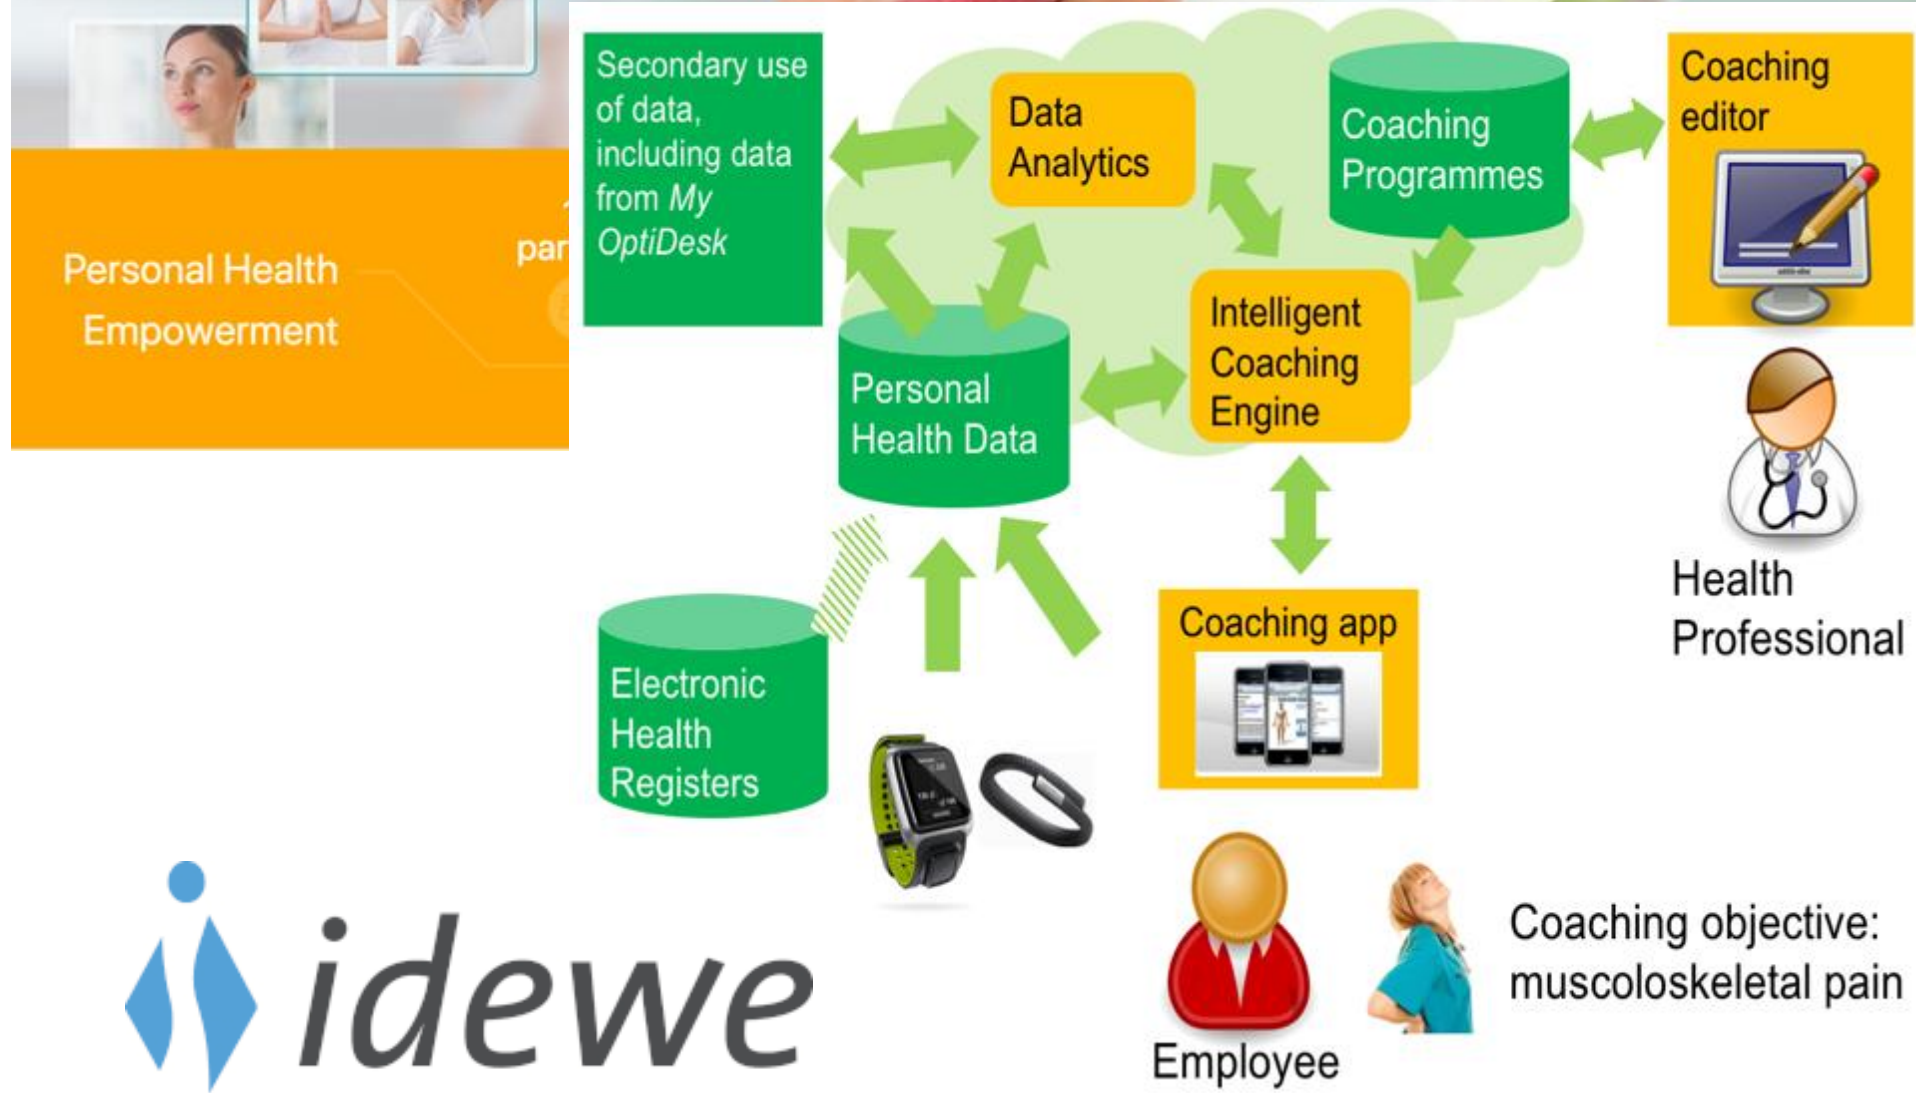 Personal Health
Empowerment
par
Secondary use
of data,
including data
from My
OptiDesk
Data
Analytics
Coaching
Programmes
Coaching
editor
Intelligent
Coaching
Engine
Personal
Health Data
Health
Professional
Electronic
Health
Registers
Coaching app
Coaching objective:
muscoloskeletal pain
Employee
idewe